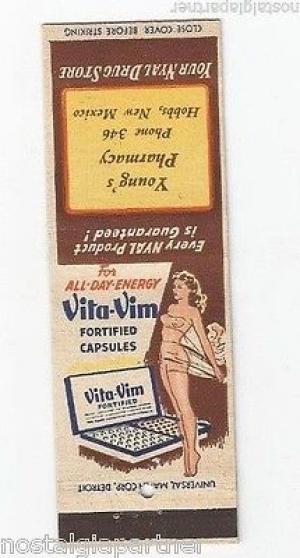 nostalgiapartner
CLOSE COVER BEFORE STRIKING
YOUR NYAL DRUG STORE
Young's
Pharmacy
Phone 346
Hobbs, New Mexico
Every NYAL Product
is Guaranteed!
For
ALL-DAY-ENERGY
Vita-Vim
FORTIFIED
CAPSULES
Vita-Vim
FORTIFIED
UNIVERSAL MATCH CORP., DETROIT
nostalgiapartner